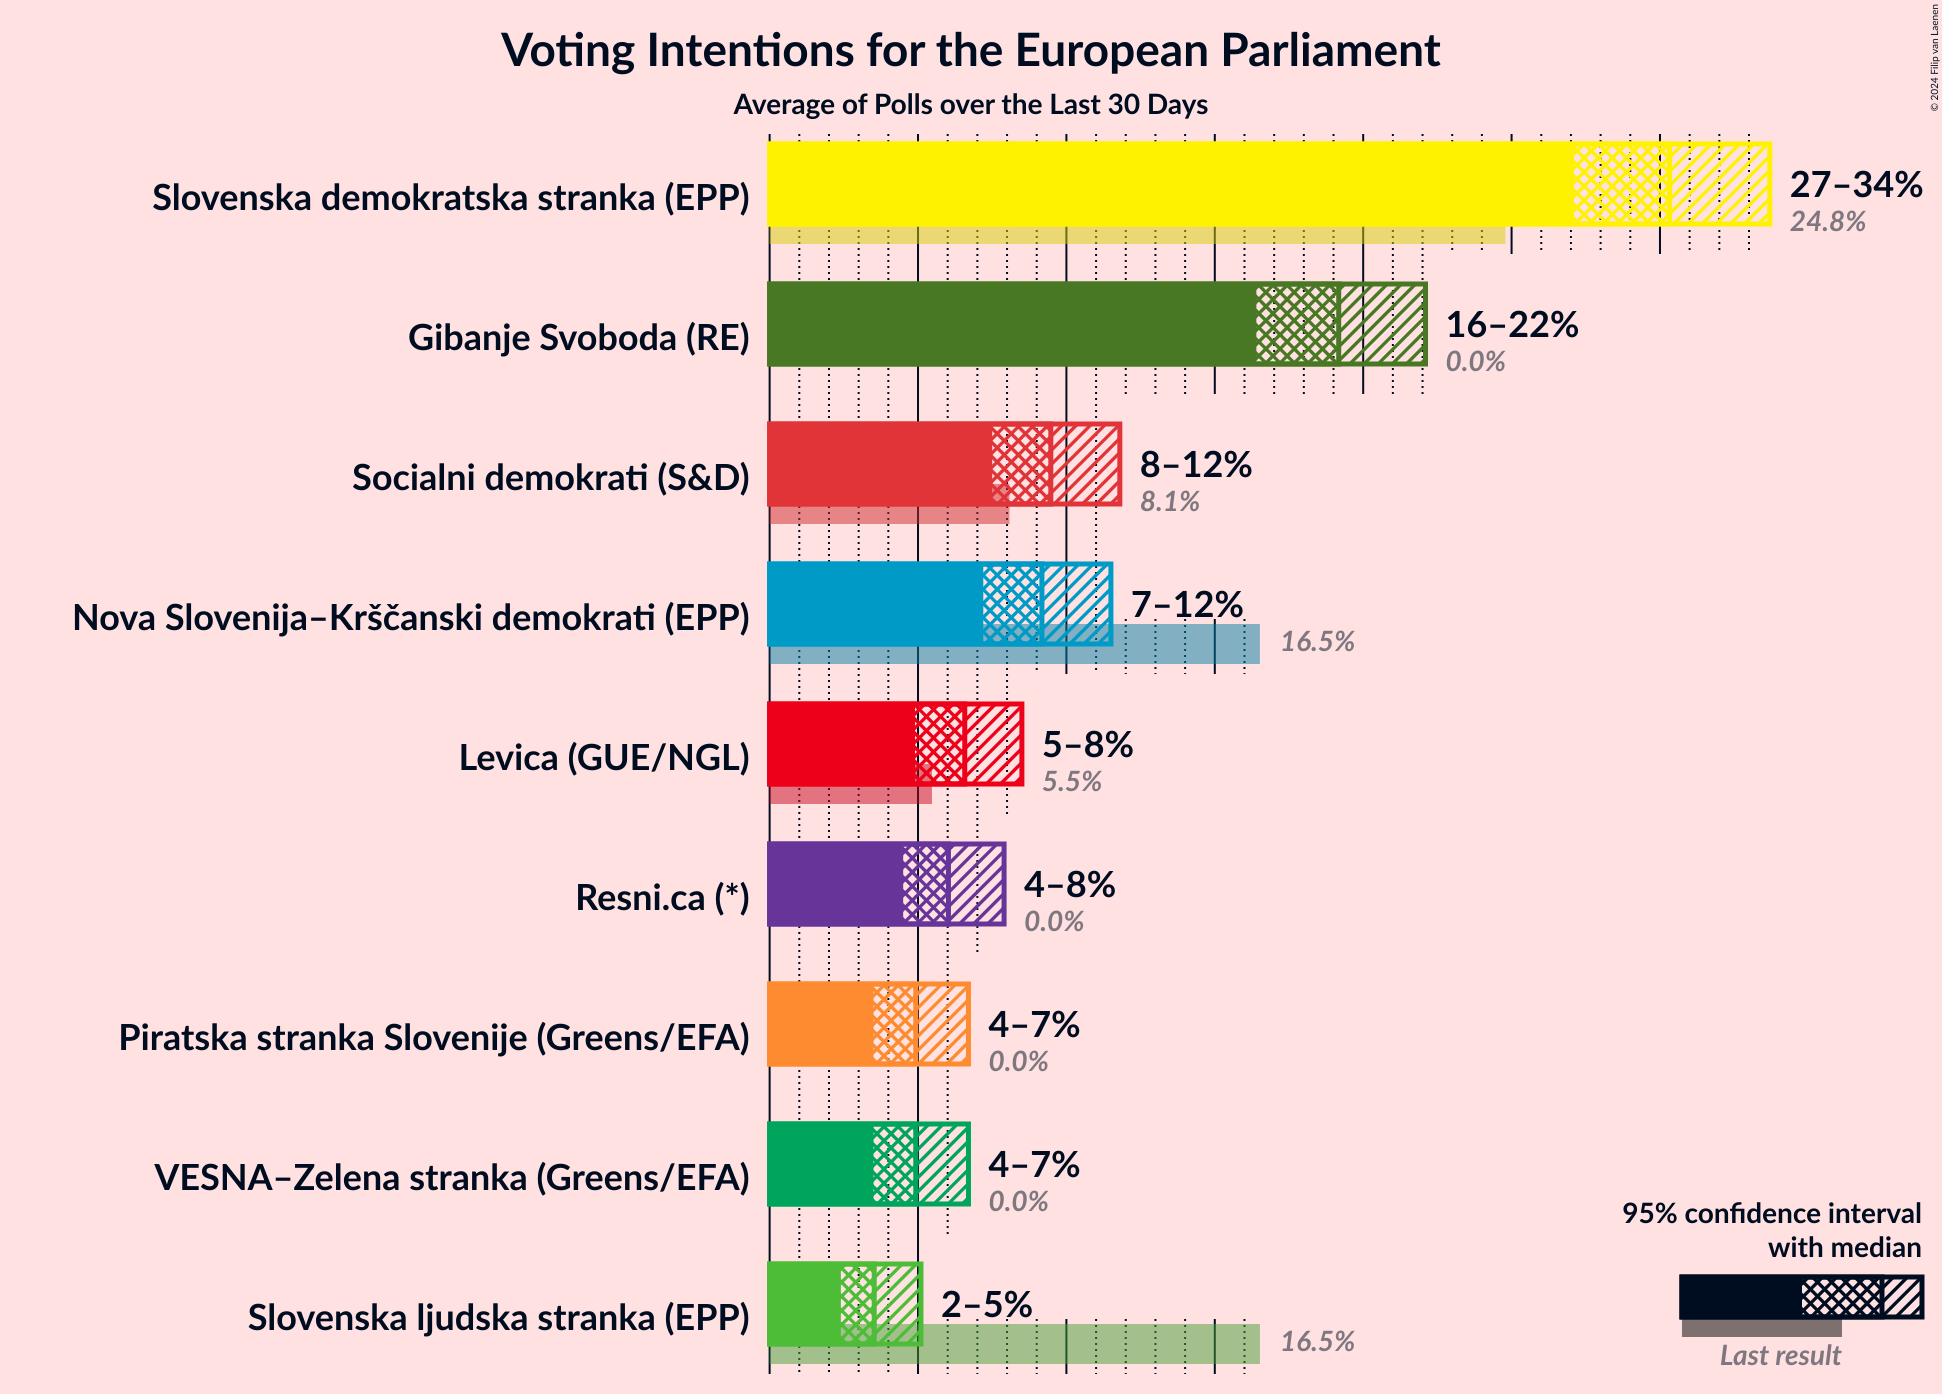 © 2024 Filip van Laenen
Voting Intentions for the European Parliament
Average of Polls over the Last 30 Days
Slovenska demokratska stranka (EPP)
27–34%
24.8%
Gibanje Svoboda (RE)
16–22%
0.0%
Socialni demokrati (S&D)
8–12%
8.1%
Nova Slovenija–Krščanski demokrati (EPP)
7–12%
16.5%
Levica (GUE/NGL)
5–8%
5.5%
Resni.ca (*)
4–8%
0.0%
Piratska stranka Slovenije (Greens/EFA)
4–7%
0.0%
VESNA–Zelena stranka (Greens/EFA)
4–7%
0.0%
Slovenska ljudska stranka (EPP)
2–5%
16.5%
95% confidence interval
with median
Last result